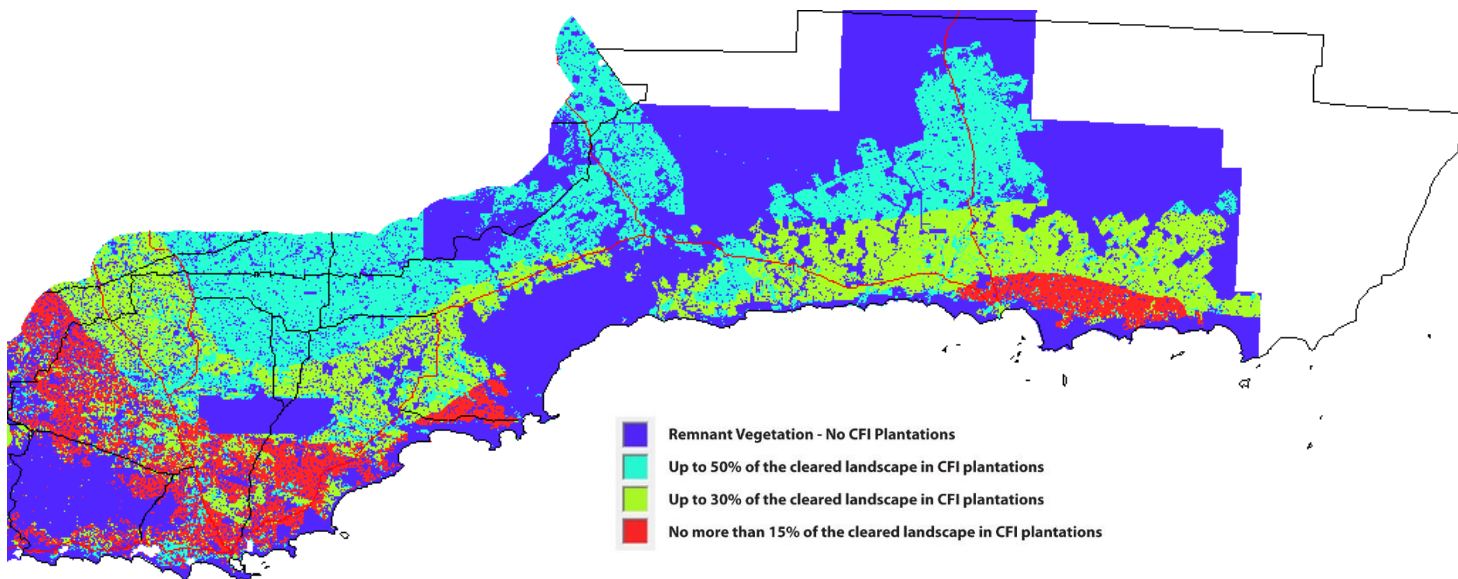 Remnant Vegetation - No CFI Plantations
Up to 50% of the cleared landscape in CFI plantations
Up to 30% of the cleared landscape in CFI plantations
No more than 15% of the cleared landscape in CFI plantations